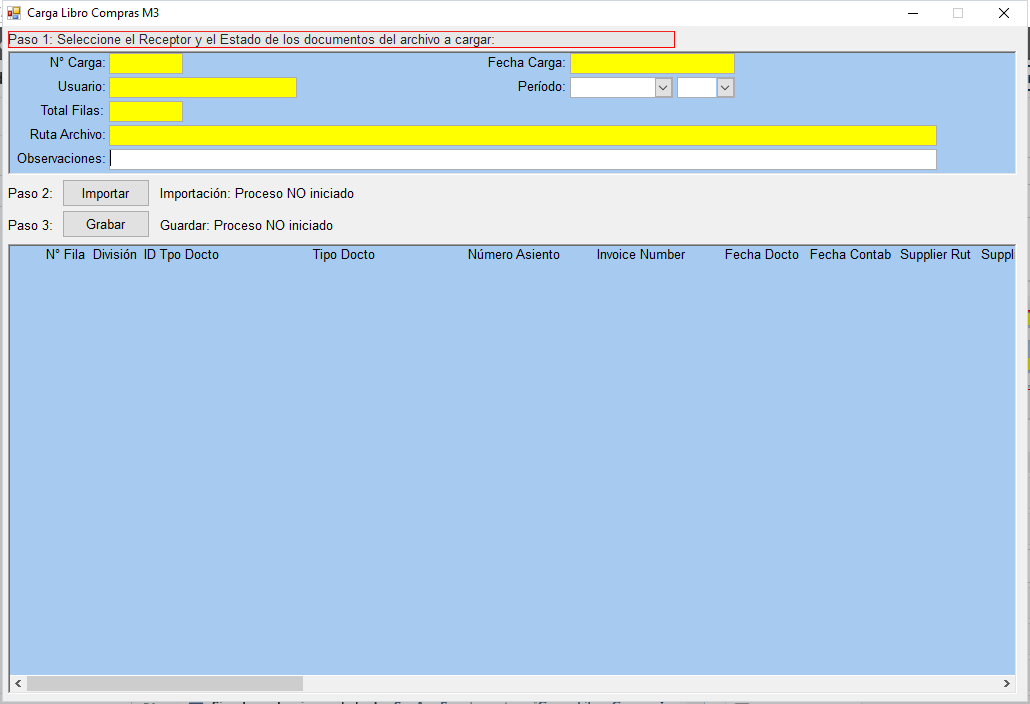 Carga Libro Compras M3
Paso 1: Seleccione el Receptor y el Estado de los documentos del archivo a cargar:
N° Carga: Fecha Carga:
Usuario: Período:
Total Filas:
Ruta Archivo:
Observaciones:
Paso 2: Importar Importación: Proceso NO iniciado
Paso 3: Grabar Guardar: Proceso NO iniciado
N° Fila División ID Tpo Docto Tipo Docto Número Asiento Invoice Number Fecha Docto Fecha Contab Supplier Rut Suppl